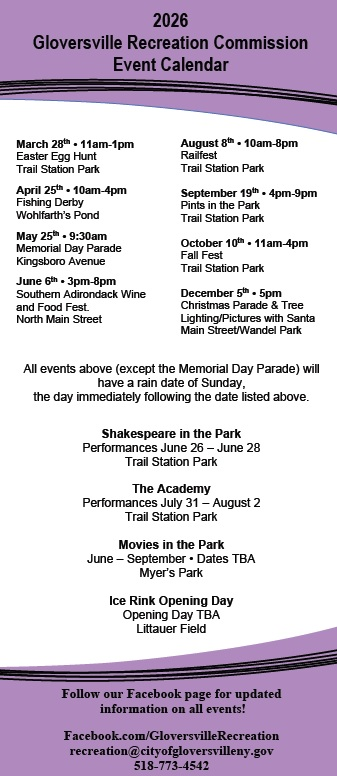 2026
Gloversville Recreation Commission
Event Calendar
March 28th • 11am-1pm
Easter Egg Hunt
Trail Station Park
April 25th • 10am-4pm
Fishing Derby
Wohlfarth's Pond
May 25th • 9:30am
Memorial Day Parade
Kingsboro Avenue
June 6th • 3pm-8pm
Southern Adirondack Wine
and Food Fest.
North Main Street
August 8th • 10am-8pm
Railfest
Trail Station Park
September 19th • 4pm-9pm
Pints in the Park
Trail Station Park
October 10th • 11am-4pm
Fall Fest
Trail Station Park
December 5th • 5pm
Christmas Parade & Tree
Lighting/Pictures with Santa
Main Street/Wandel Park
All events above (except the Memorial Day Parade) will
have a rain date of Sunday,
the day immediately following the date listed above.
Shakespeare in the Park
Performances June 26 – June 28
Trail Station Park
The Academy
Performances July 31 – August 2
Trail Station Park
Movies in the Park
June – September • Dates TBA
Myer's Park
Ice Rink Opening Day
Opening Day TBA
Littauer Field
Follow our Facebook page for updated
information on all events!
Facebook.com/GloversvilleRecreation
recreation@cityofgloversvilleny.gov
518-773-4542